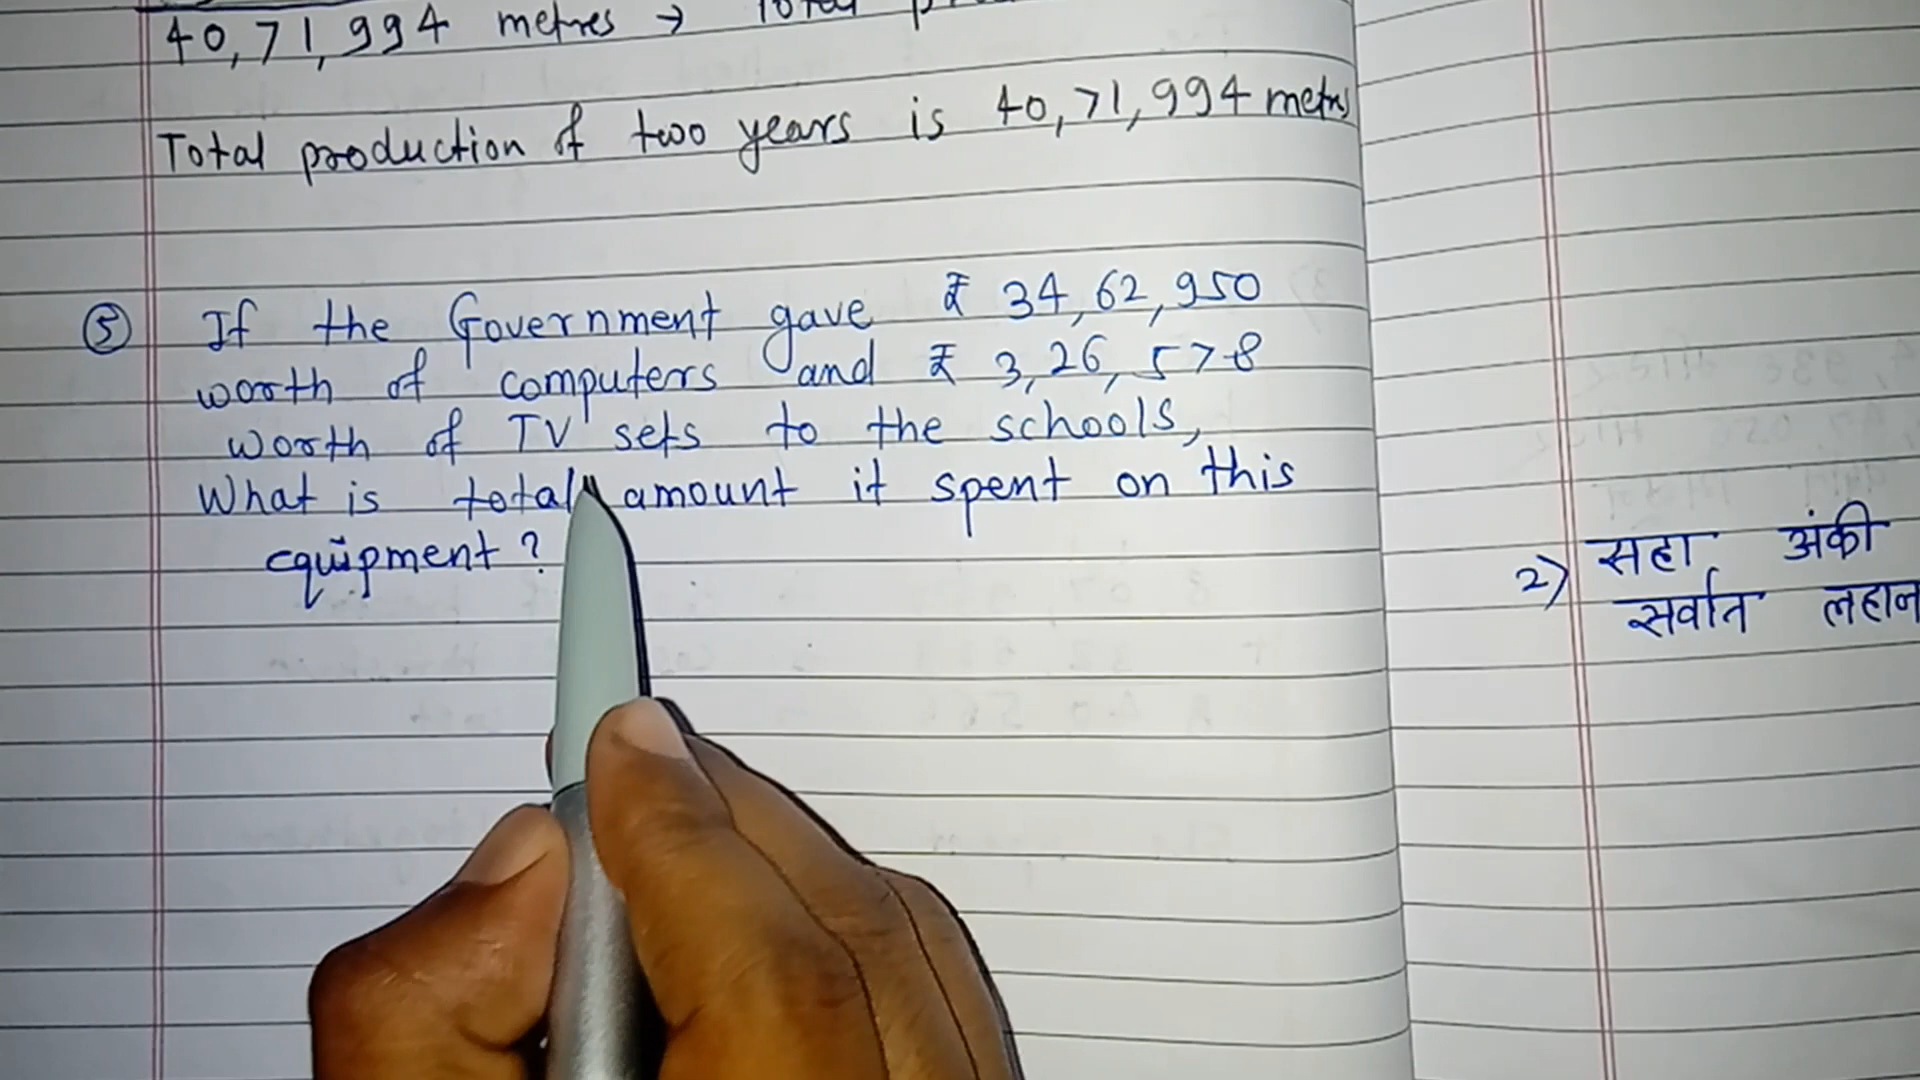 40,71,994 metres → Total
Total production of two years is 40,71,994 metres
⑤ If the Government gave ₹ 34,62,950
worth of computers and ₹ 3,26,578
worth of TV sets to the schools,
What is total amount it spent on this
equipment ?
2) सहा अंकी
सर्वात लहान